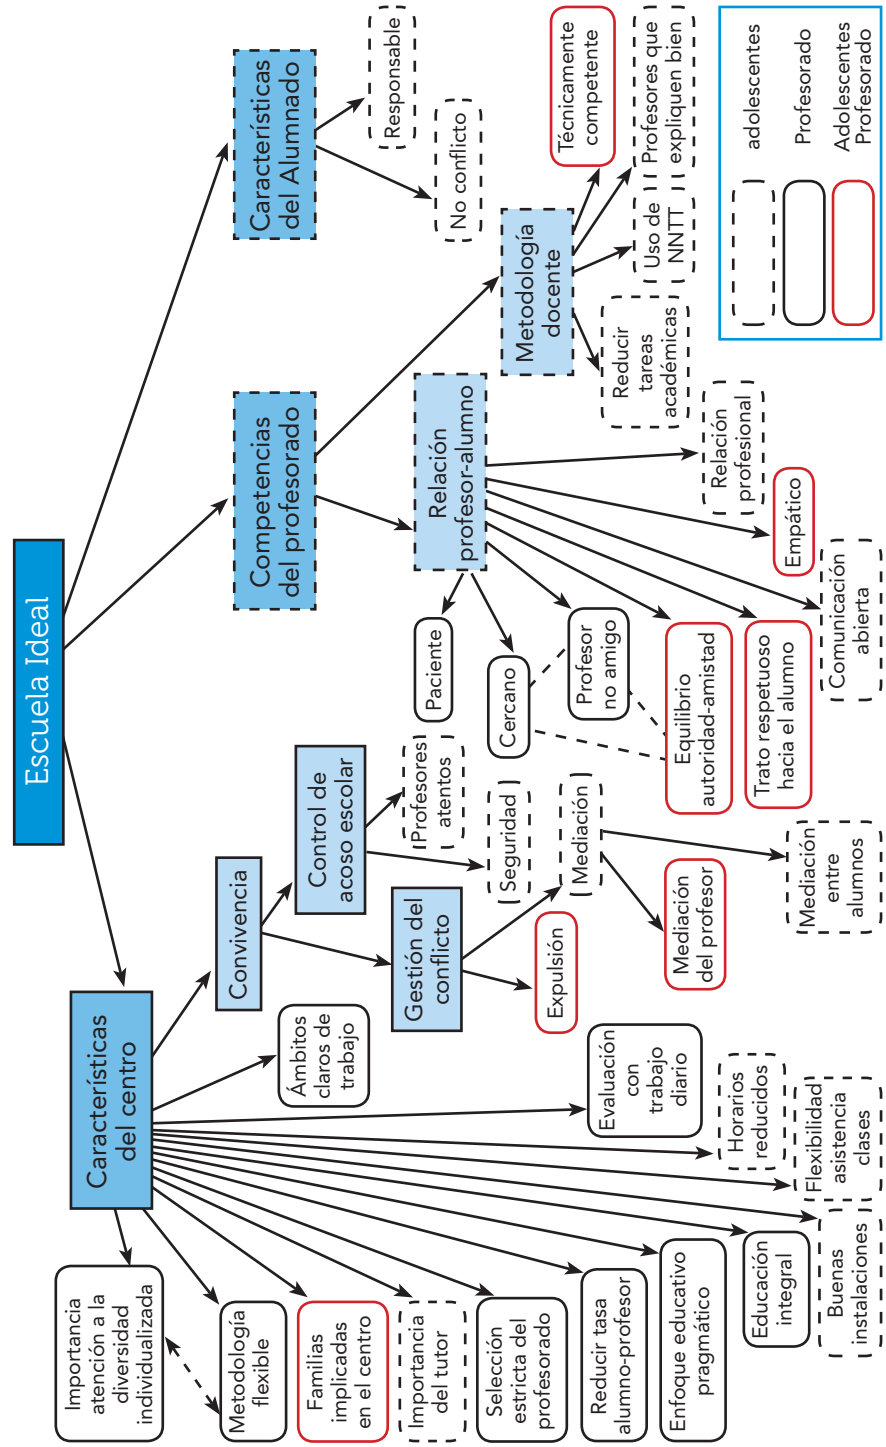 Escuela Ideal
Características
del centro
Competencias
del profesorado
Características
del Alumnado
Convivencia
Control de
acoso escolar
Gestión del
conflicto
Relación
profesor-alumno
Metodología
docente
Responsable
No conflicto
Técnicamente
competente
Profesores que
expliquen bien
Uso de
NNTT
Reducir
tareas
académicas
Relación
profesional
Empático
Comunicación
abierta
Trato respetuoso
hacia el alumno
Equilibrio
autoridad-amistad
Profesor
no amigo
Cercano
Paciente
Profesores
atentos
Seguridad
Mediación
Expulsión
Mediación
del profesor
Mediación
entre
alumnos
Ámbitos
claros de
trabajo
Evaluación
con
trabajo
diario
Horarios
reducidos
Flexibilidad
asistencia
clases
Buenas
instalaciones
Educación
integral
Enfoque educativo
pragmático
Reducir tasa
alumno-profesor
Selección
estricta del
profesorado
Importancia
del tutor
Familias
implicadas
en el centro
Metodología
flexible
Importancia
atención a la
diversidad
individualizada
adolescentes
Profesorado
Adolescentes
Profesorado